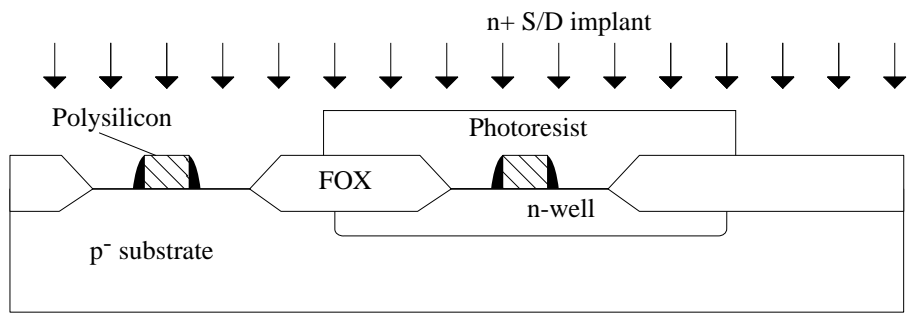 n+ S/D implant
Polysilicon
Photoresist
FOX
n-well
p⁻ substrate